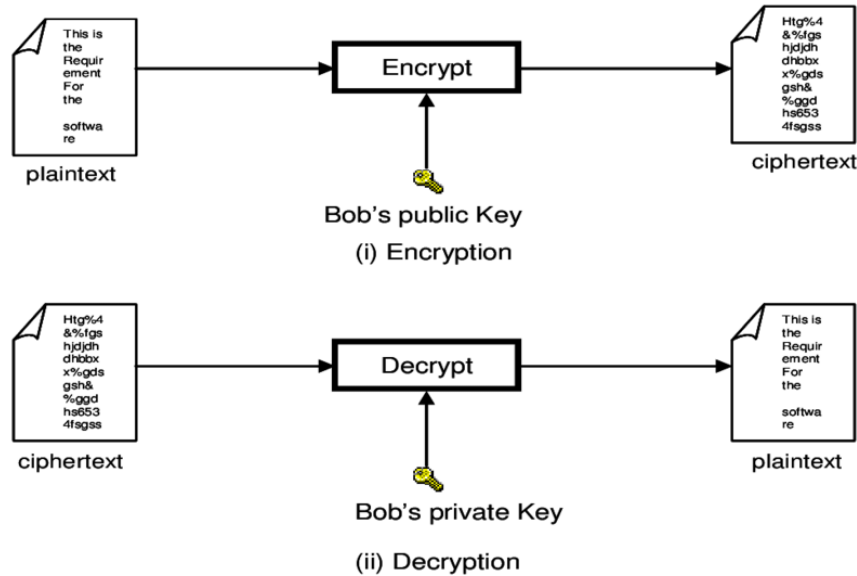 This is
the
Requir
ement
For
the
softwa
re
plaintext
Encrypt
Htg%4
&%fgs
hjdjdh
dhbbx
x%gds
gsh&
%ggd
hs653
4fsgss
ciphertext
Bob's public Key
(i) Encryption
Htg%4
&%fgs
hjdjdh
dhbbx
x%gds
gsh&
%ggd
hs653
4fsgss
ciphertext
Decrypt
This is
the
Requir
ement
For
the
softwa
re
plaintext
Bob's private Key
(ii) Decryption